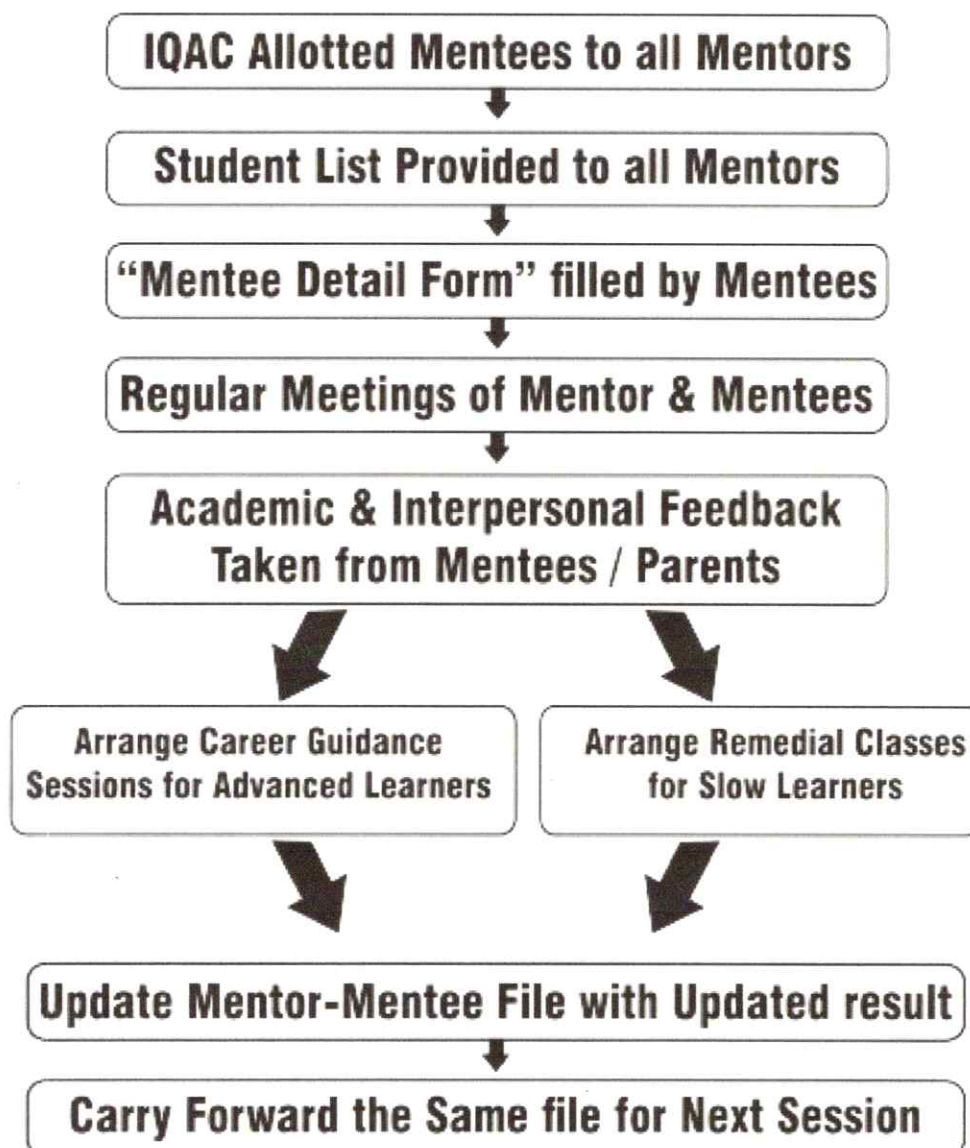 IQAC Allotted Mentees to all Mentors
Student List Provided to all Mentors
“Mentee Detail Form” filled by Mentees
Regular Meetings of Mentor & Mentees
Academic & Interpersonal Feedback
Taken from Mentees / Parents
Arrange Career Guidance
Sessions for Advanced Learners
Arrange Remedial Classes
for Slow Learners
Update Mentor-Mentee File with Updated result
Carry Forward the Same file for Next Session